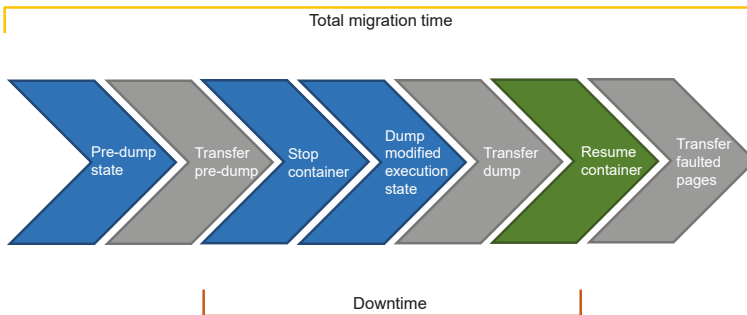 Total migration time
Pre-dump
state
Transfer
pre-dump
Stop
container
Dump
modified
execution
state
Transfer
dump
Resume
container
Transfer
faulted
pages
Downtime